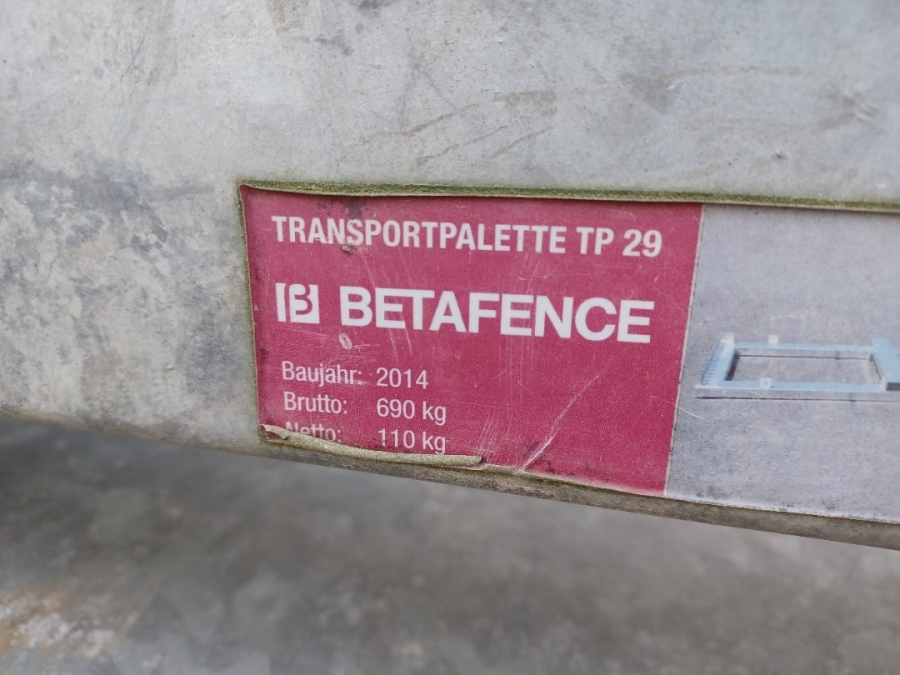 TRANSPORTPALETTE TP 29
BETAFENCE
Baujahr: 2014
Brutto: 690 kg
Netto: 110 kg